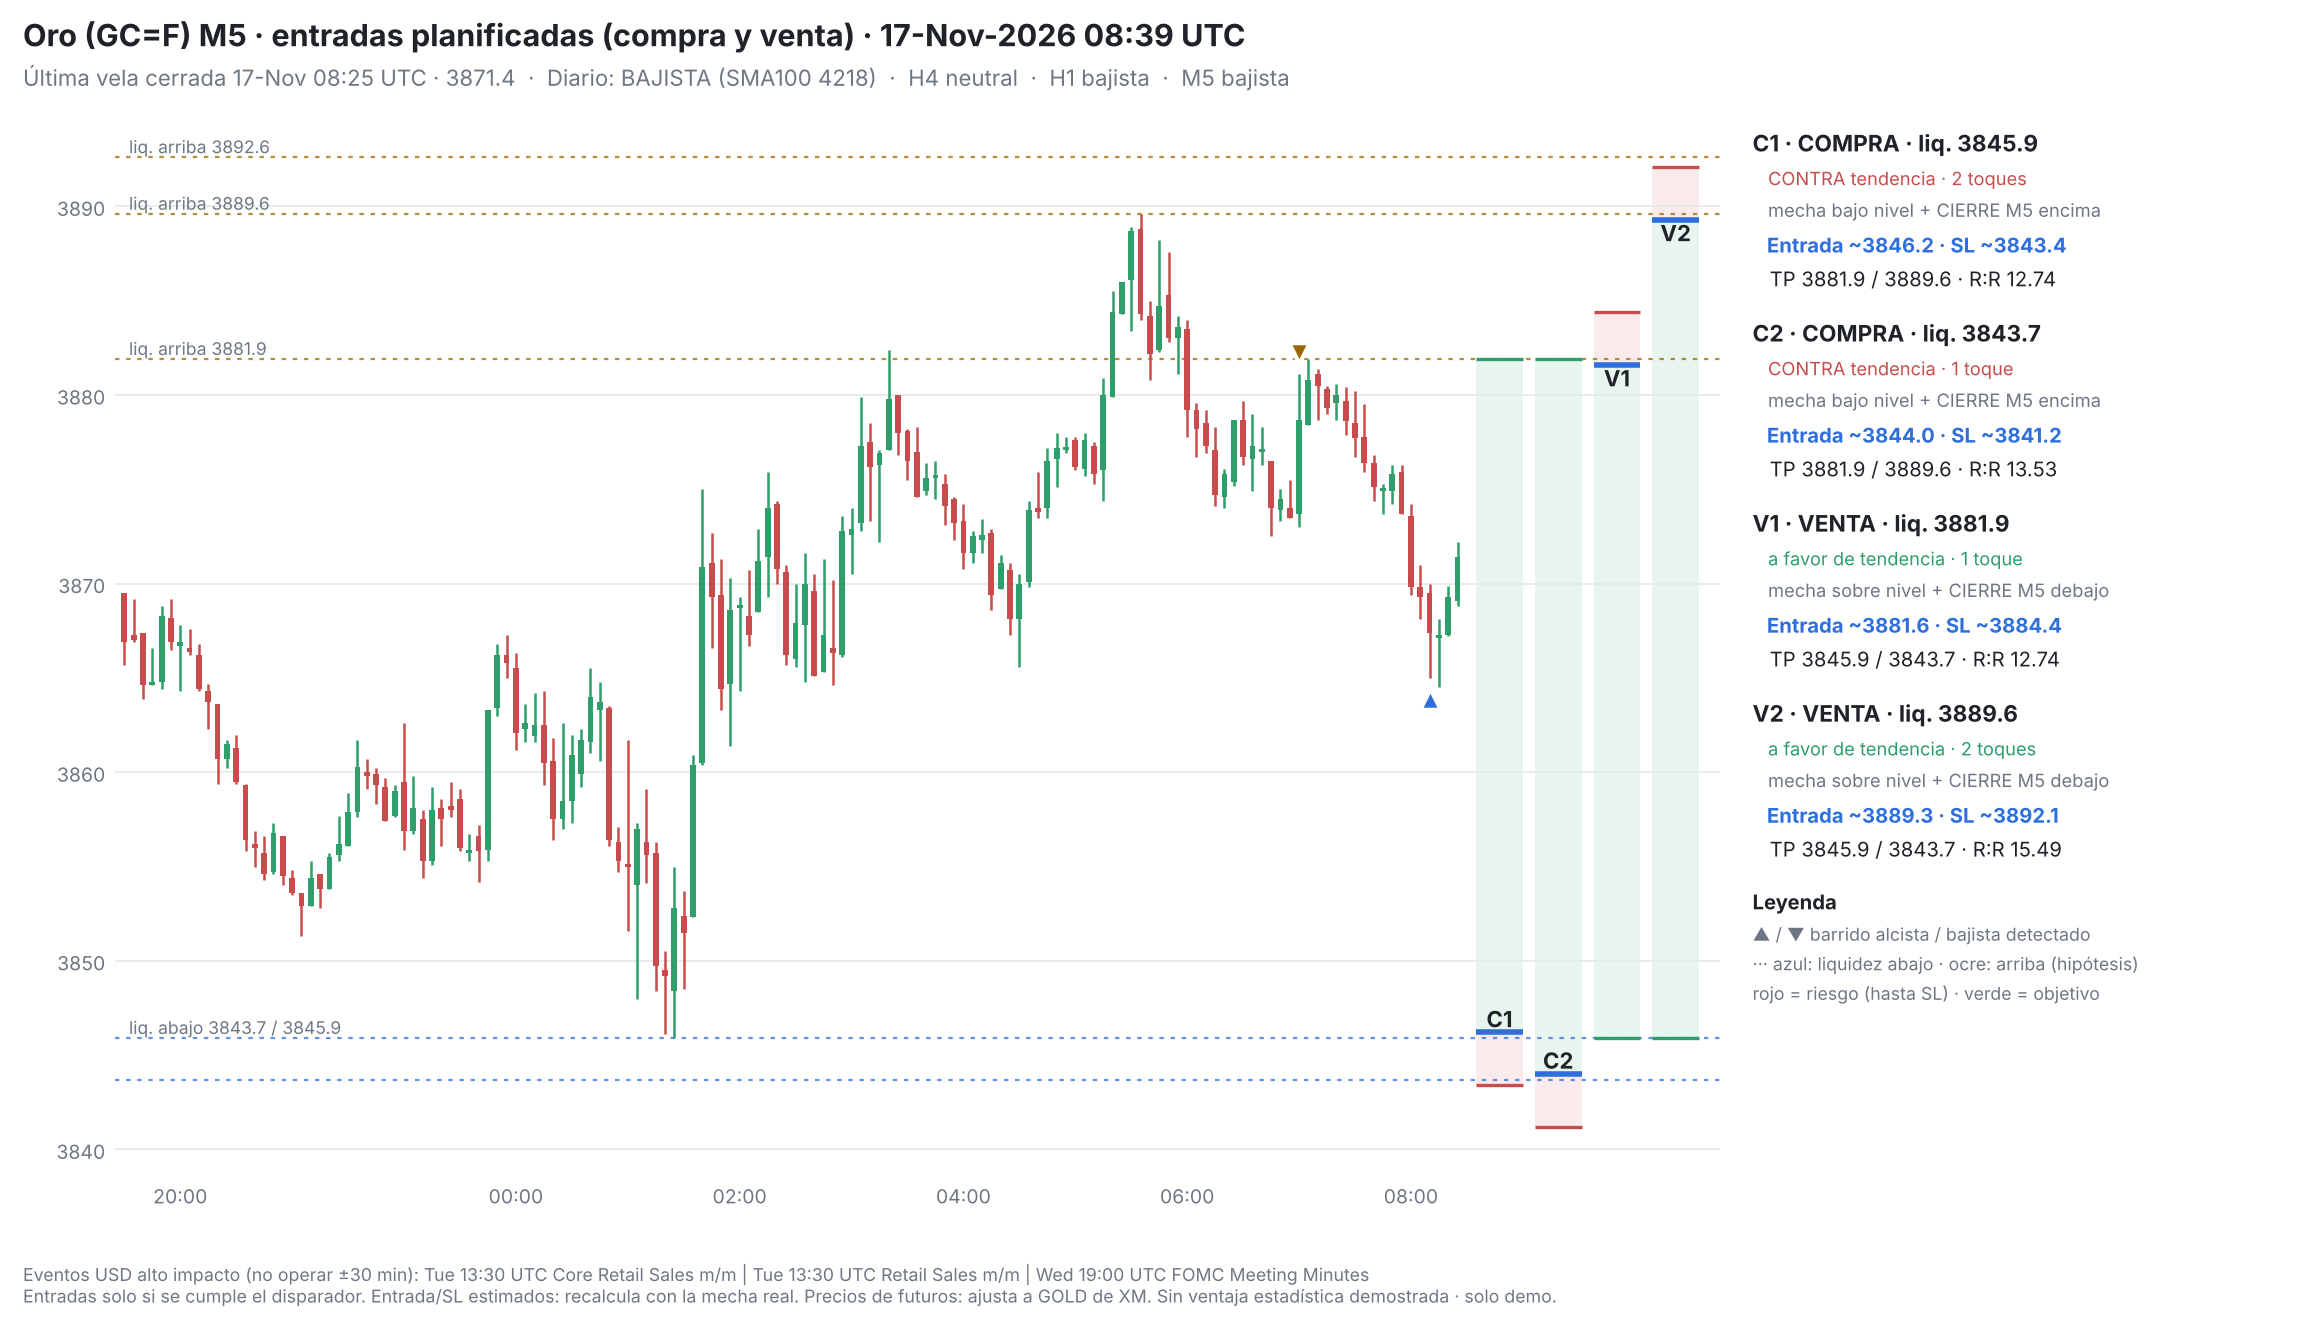 Oro (GC=F) M5 · entradas planificadas (compra y venta) · 17-Nov-2026 08:39 UTC
Última vela cerrada 17-Nov 08:25 UTC · 3871.4 · Diario: BAJISTA (SMA100 4218) · H4 neutral · H1 bajista · M5 bajista
liq. arriba 3892.6
liq. arriba 3889.6
liq. arriba 3881.9
liq. abajo 3843.7 / 3845.9
3890
3880
3870
3860
3850
3840
20:00
00:00
02:00
04:00
06:00
08:00
C1
C2
V1
V2
C1 · COMPRA · liq. 3845.9
CONTRA tendencia · 2 toques
mecha bajo nivel + CIERRE M5 encima
Entrada ~3846.2 · SL ~3843.4
TP 3881.9 / 3889.6 · R:R 12.74
C2 · COMPRA · liq. 3843.7
CONTRA tendencia · 1 toque
mecha bajo nivel + CIERRE M5 encima
Entrada ~3844.0 · SL ~3841.2
TP 3881.9 / 3889.6 · R:R 13.53
V1 · VENTA · liq. 3881.9
a favor de tendencia · 1 toque
mecha sobre nivel + CIERRE M5 debajo
Entrada ~3881.6 · SL ~3884.4
TP 3845.9 / 3843.7 · R:R 12.74
V2 · VENTA · liq. 3889.6
a favor de tendencia · 2 toques
mecha sobre nivel + CIERRE M5 debajo
Entrada ~3889.3 · SL ~3892.1
TP 3845.9 / 3843.7 · R:R 15.49
Leyenda
▲ / ▼ barrido alcista / bajista detectado
··· azul: liquidez abajo · ocre: arriba (hipótesis)
rojo = riesgo (hasta SL) · verde = objetivo
Eventos USD alto impacto (no operar ±30 min): Tue 13:30 UTC Core Retail Sales m/m | Tue 13:30 UTC Retail Sales m/m | Wed 19:00 UTC FOMC Meeting Minutes
Entradas solo si se cumple el disparador. Entrada/SL estimados: recalcula con la mecha real. Precios de futuros: ajusta a GOLD de XM. Sin ventaja estadística demostrada · solo demo.